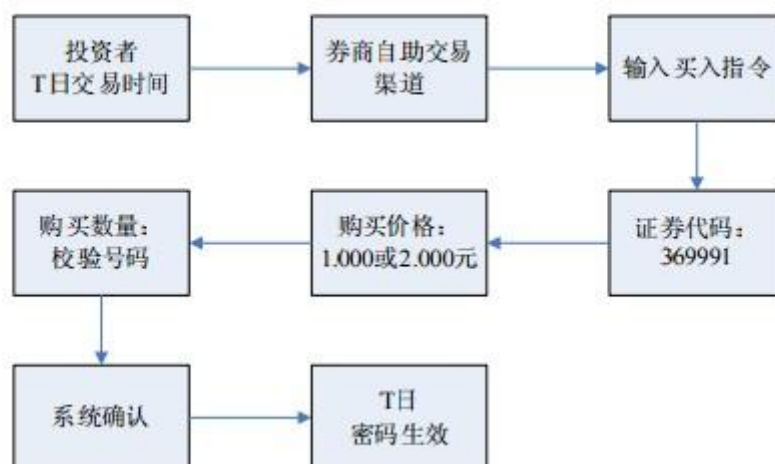 投资者
T日交易时间
券商自助交易
渠道
输入买入指令
证券代码：
369991
购买价格：
1.000或2.000元
购买数量：
校验号码
系统确认
T日
密码生效